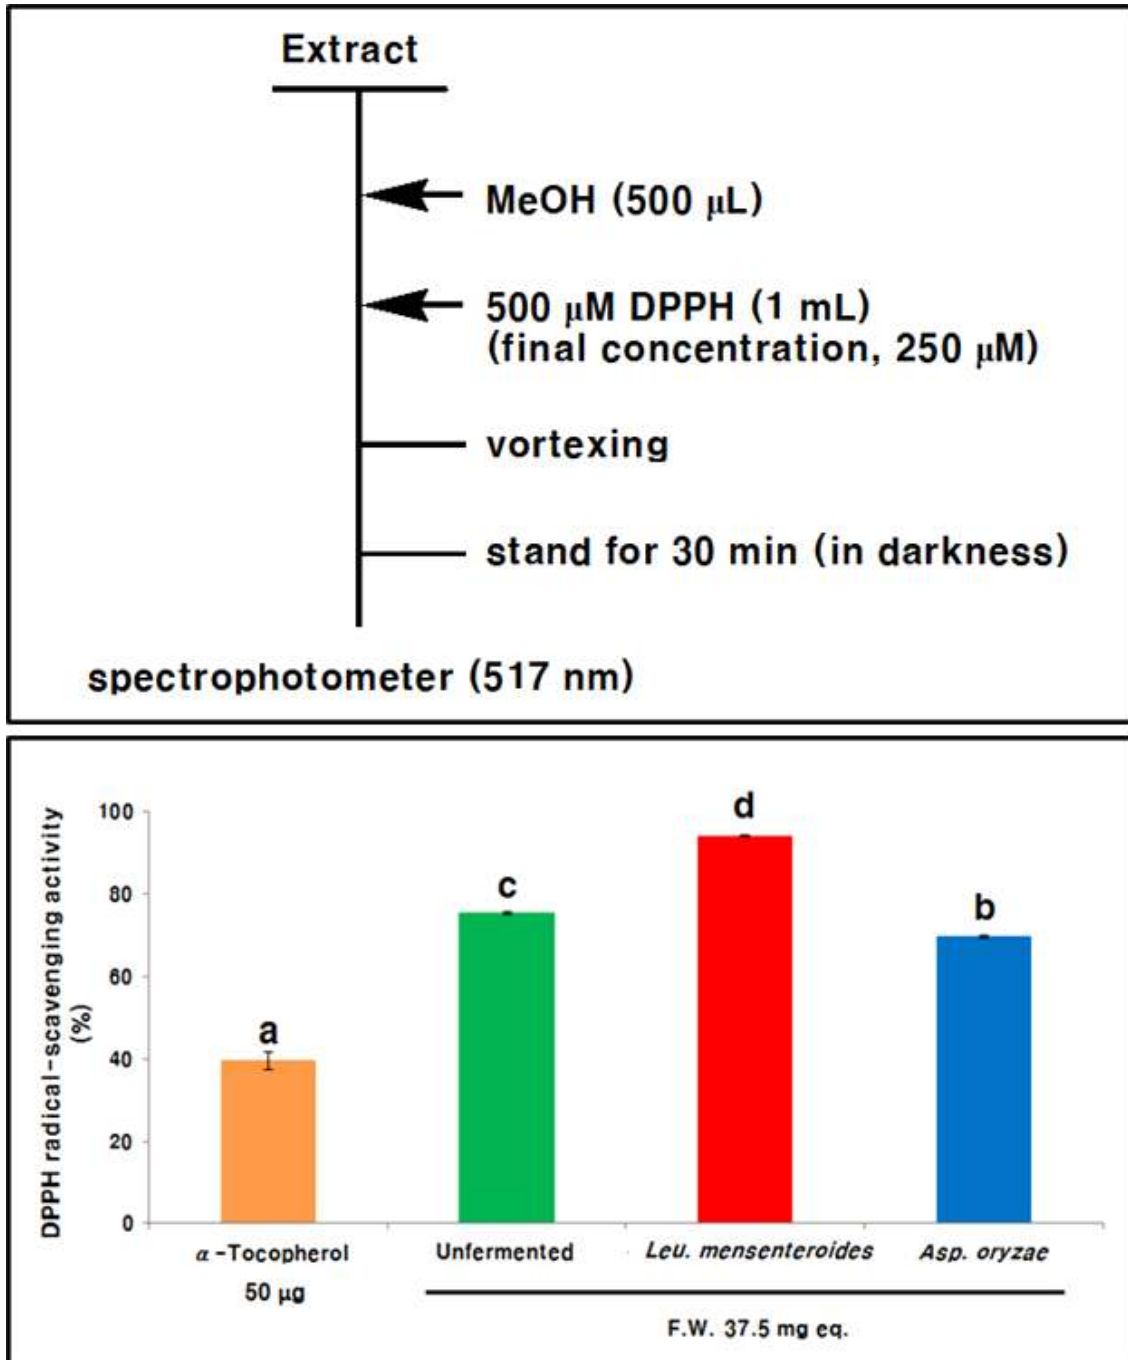 Extract
MeOH (500 μL)
500 μM DPPH (1 mL)
(final concentration, 250 μM)
vortexing
stand for 30 min (in darkness)
spectrophotometer (517 nm)
DPPH radical-scavenging activity
(%)
100
80
60
40
20
0
a
c
d
b
α-Tocopherol
50 μg
Unfermented
Leu. mensenteroides
Asp. oryzae
F.W. 37.5 mg eq.